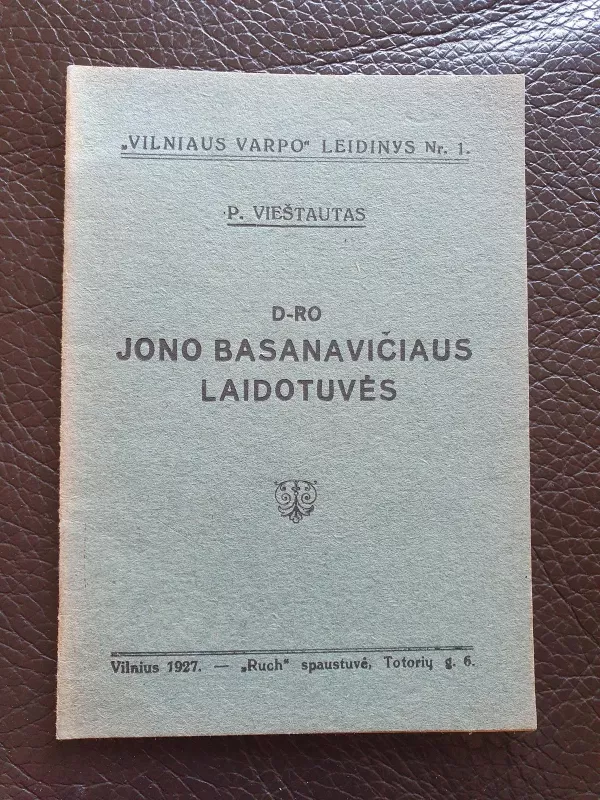 „VILNIAUS VARPO" LEIDINYS Nr. 1.
P. VIEŠTAUTAS
D-RO
JONO BASANAVIČIAUS
LAIDOTUVĖS
Vilnius 1927. — „Ruch" spaustuvė, Totorių g. 6.